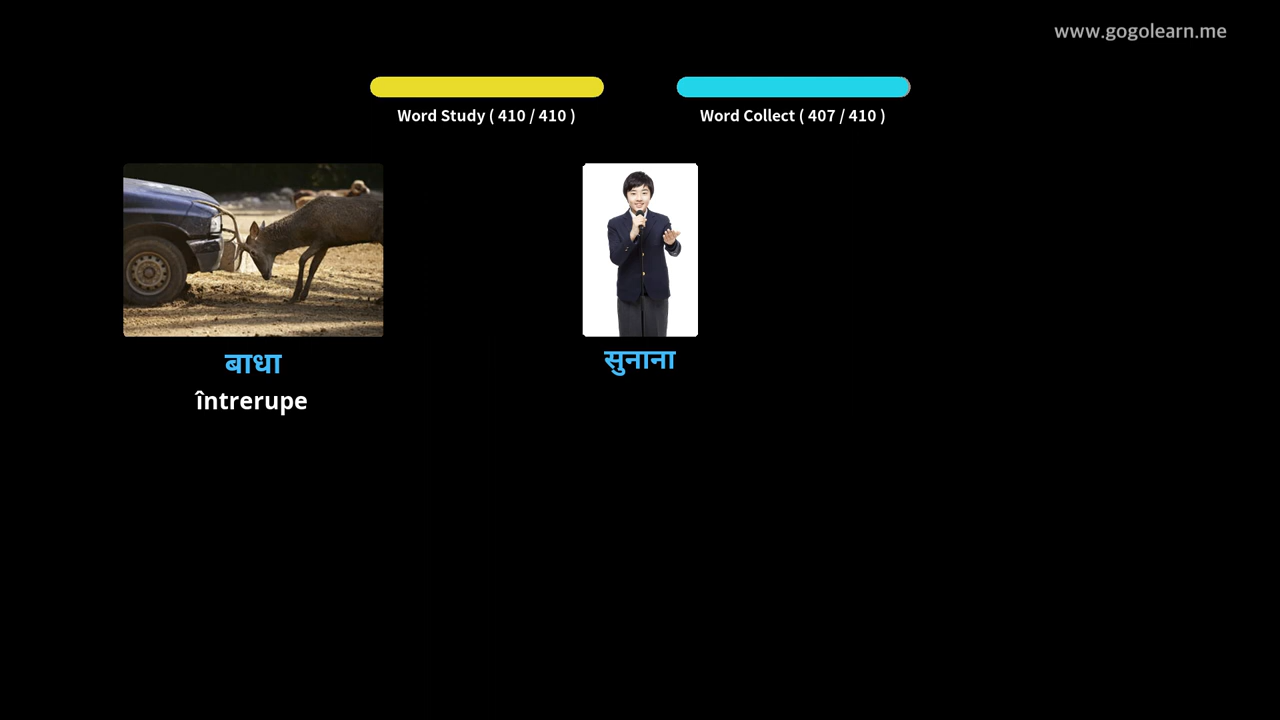 www.gogolearn.me
Word Study ( 410 / 410 )
Word Collect ( 407 / 410 )
बाधा
întrerupe
सुनाना